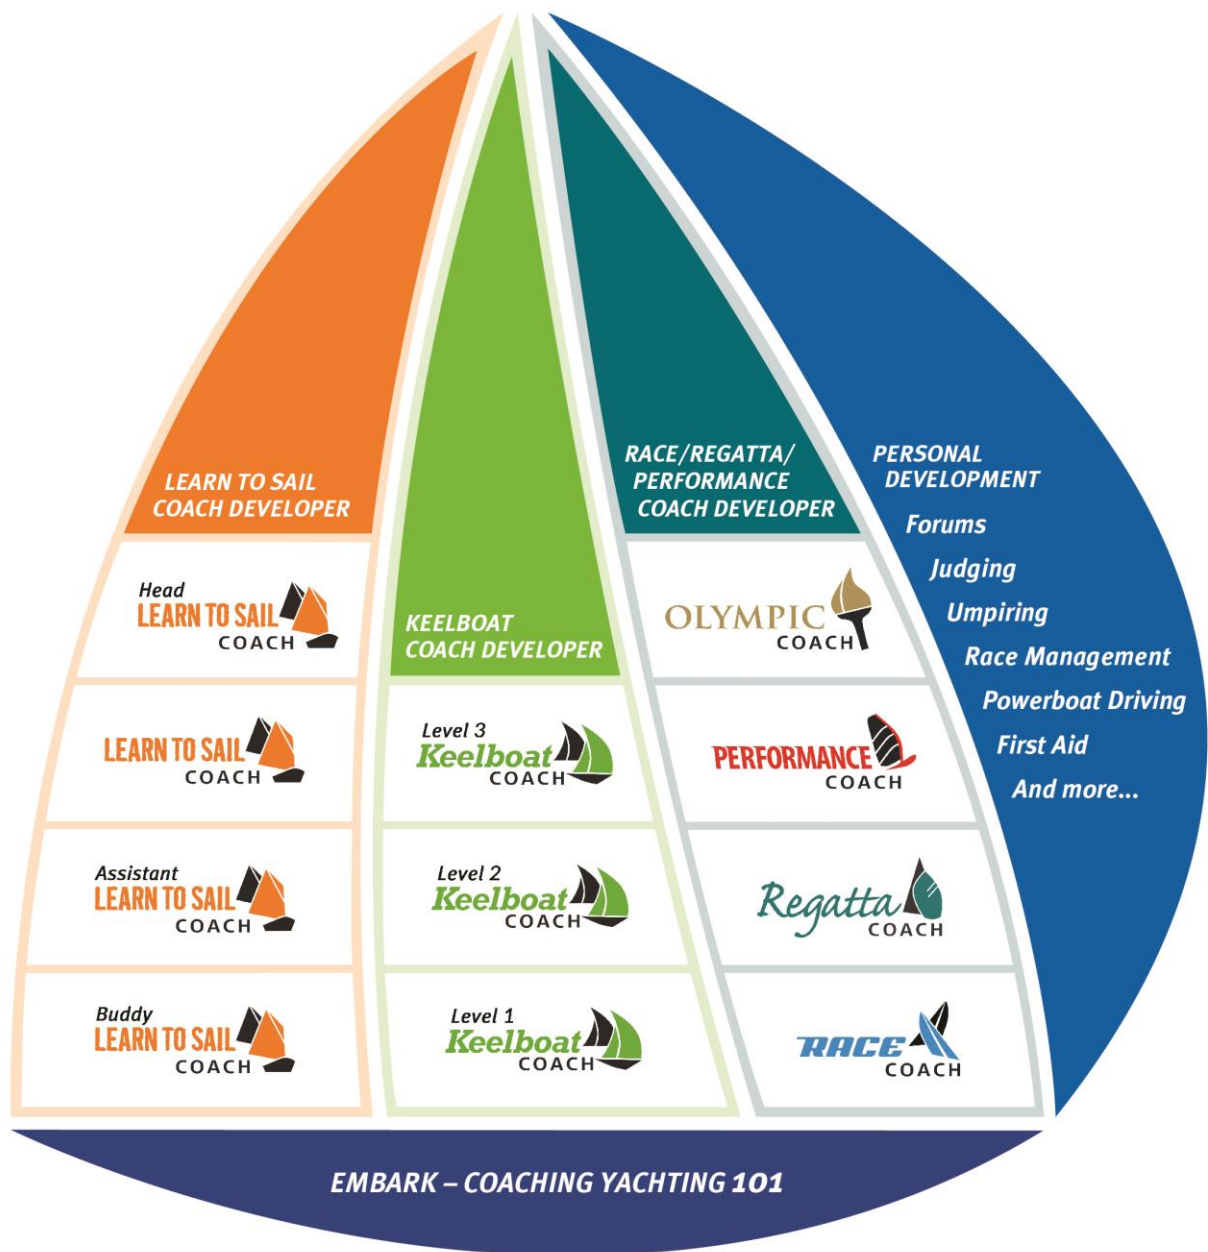 LEARN TO SAIL
COACH DEVELOPER
Head
LEARN TO SAIL
COACH
LEARN TO SAIL
COACH
Assistant
LEARN TO SAIL
COACH
Buddy
LEARN TO SAIL
COACH
KEELBOAT
COACH DEVELOPER
Level 3
Keelboat
COACH
Level 2
Keelboat
COACH
Level 1
Keelboat
COACH
RACE/REGATTA/
PERFORMANCE
COACH DEVELOPER
OLYMPIC
COACH
PERFORMANCE
COACH
Regatta
COACH
RACE
COACH
PERSONAL
DEVELOPMENT
Forums
Judging
Umpiring
Race Management
Powerboat Driving
First Aid
And more...
EMBARK – COACHING YACHTING 101